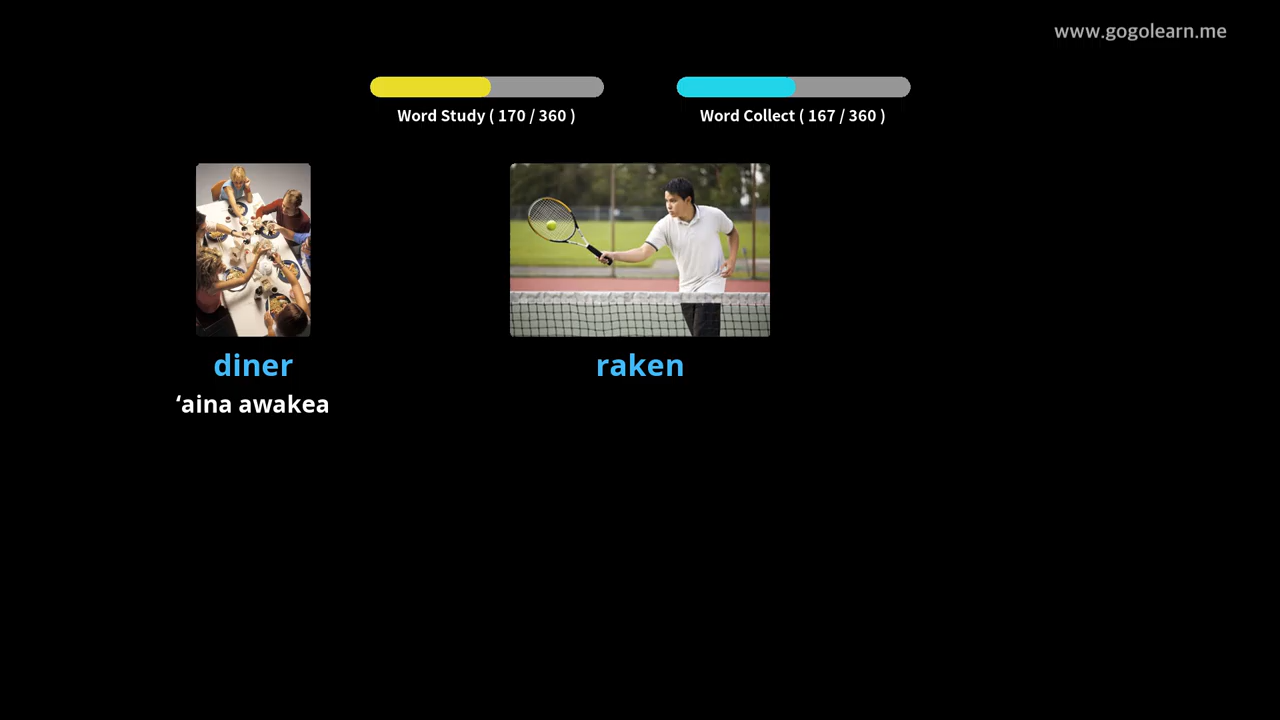 www.gogolearn.me
Word Study ( 170 / 360 )
Word Collect ( 167 / 360 )
diner
raken
ʻaina awakea